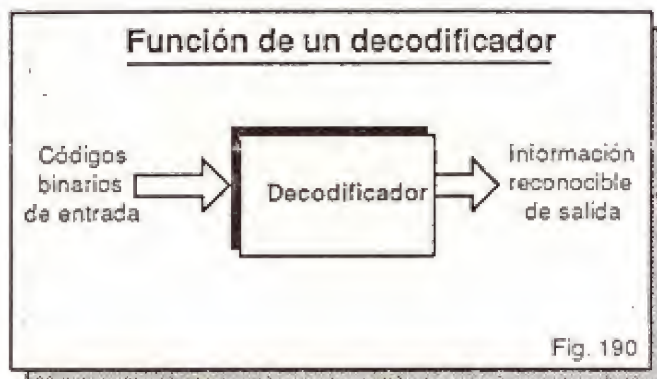 Función de un decodificador
Códigos
binarios
de entrada
Decodificador
Información
reconocible
de salida
Fig. 190